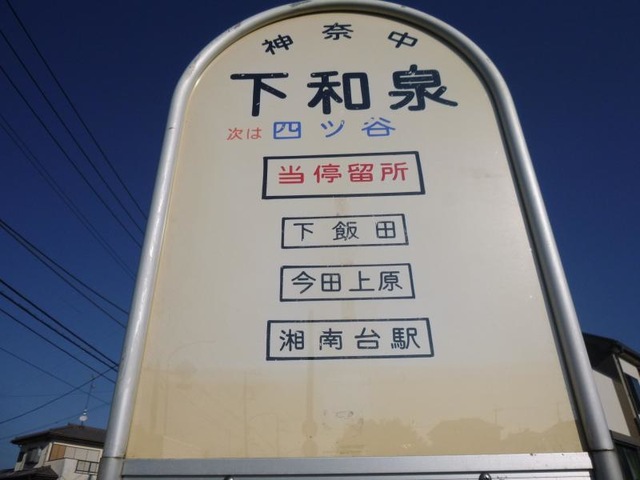 神奈中
下和泉
次は 四ッ谷
当停留所
下飯田
今田上原
湘南台駅